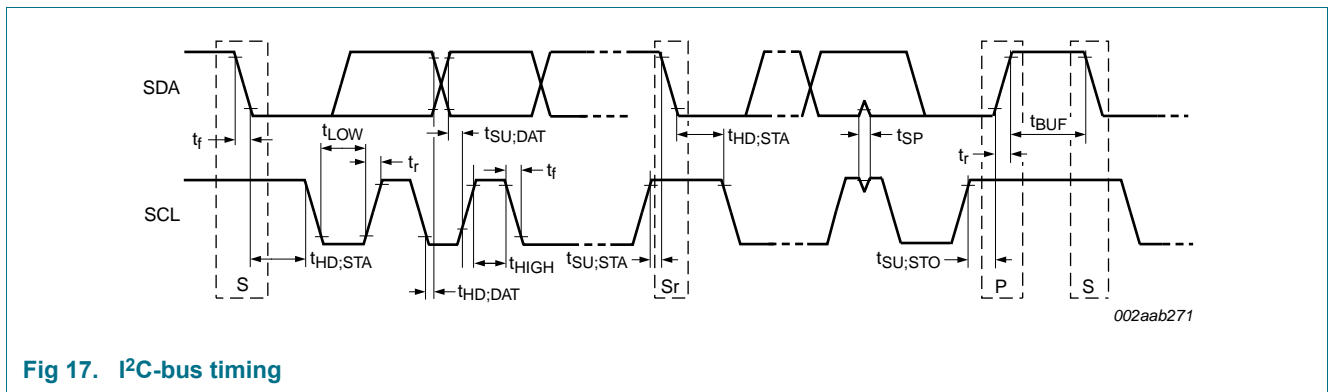 SDA
t_f
t_LOW
t_SU;DAT
t_HD;STA
t_SP
t_BUF
t_r
t_f
t_r
SCL
t_HD;STA
t_HIGH
t_SU;STA
t_SU;STO
S
t_HD;DAT
Sr
P
S
002aab271
Fig 17. I²C-bus timing